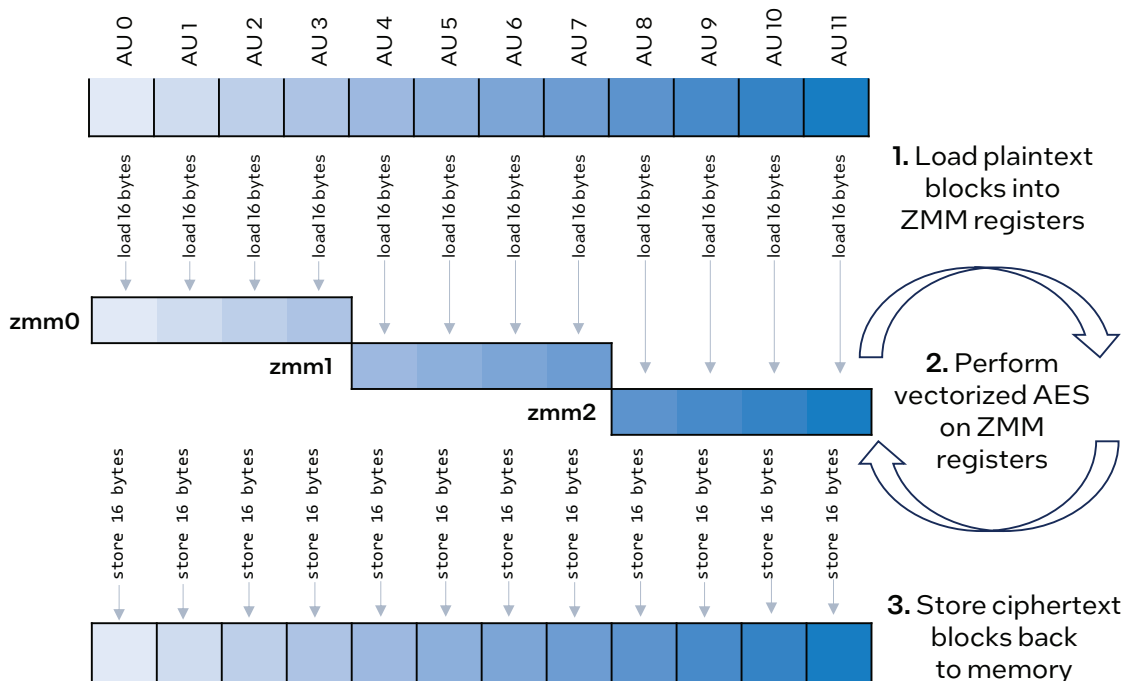 AU 0
AU 1
AU 2
AU 3
AU 4
AU 5
AU 6
AU 7
AU 8
AU 9
AU 10
AU 11
load 16 bytes
load 16 bytes
load 16 bytes
load 16 bytes
load 16 bytes
load 16 bytes
load 16 bytes
load 16 bytes
load 16 bytes
load 16 bytes
load 16 bytes
load 16 bytes
1. Load plaintext
blocks into
ZMM registers
zmm0
zmm1
zmm2
2. Perform
vectorized AES
on ZMM
registers
store 16 bytes
store 16 bytes
store 16 bytes
store 16 bytes
store 16 bytes
store 16 bytes
store 16 bytes
store 16 bytes
store 16 bytes
store 16 bytes
store 16 bytes
store 16 bytes
3. Store ciphertext
blocks back
to memory